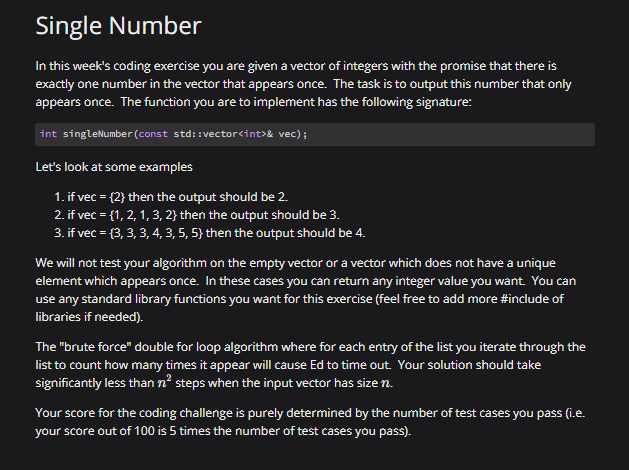 Single Number
In this week's coding exercise you are given a vector of integers with the promise that there is
exactly one number in the vector that appears once. The task is to output this number that only
appears once. The function you are to implement has the following signature:
int singleNumber(const std::vector<int>& vec);
Let's look at some examples
1. if vec = {2} then the output should be 2.
2. if vec = {1, 2, 1, 3, 2} then the output should be 3.
3. if vec = {3, 3, 3, 4, 3, 5, 5} then the output should be 4.
We will not test your algorithm on the empty vector or a vector which does not have a unique
element which appears once. In these cases you can return any integer value you want. You can
use any standard library functions you want for this exercise (feel free to add more #include of
libraries if needed).
The "brute force" double for loop algorithm where for each entry of the list you iterate through the
list to count how many times it appear will cause Ed to time out. Your solution should take
significantly less than n² steps when the input vector has size n.
Your score for the coding challenge is purely determined by the number of test cases you pass (i.e.
your score out of 100 is 5 times the number of test cases you pass).